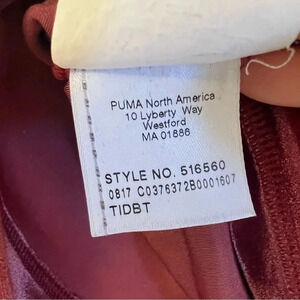 PUMA North America
10 Lyberty Way
Westford
MA 01886
STYLE NO. 516560
0817 C0376372B0001607
TIDBT